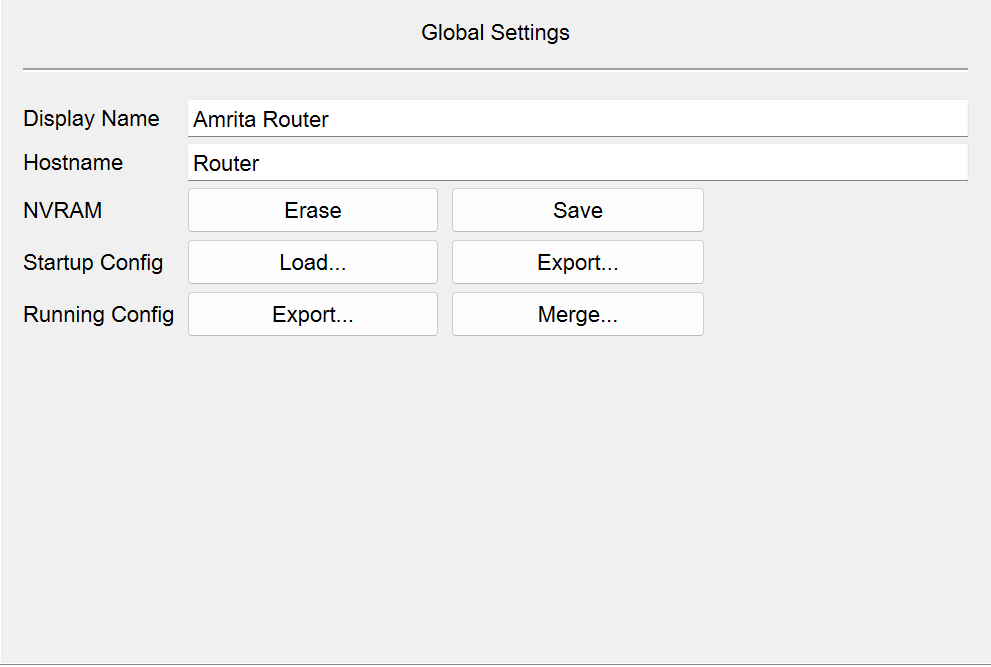 Global Settings
Display Name Amrita Router
Hostname Router
NVRAM Erase Save
Startup Config Load... Export...
Running Config Export... Merge...